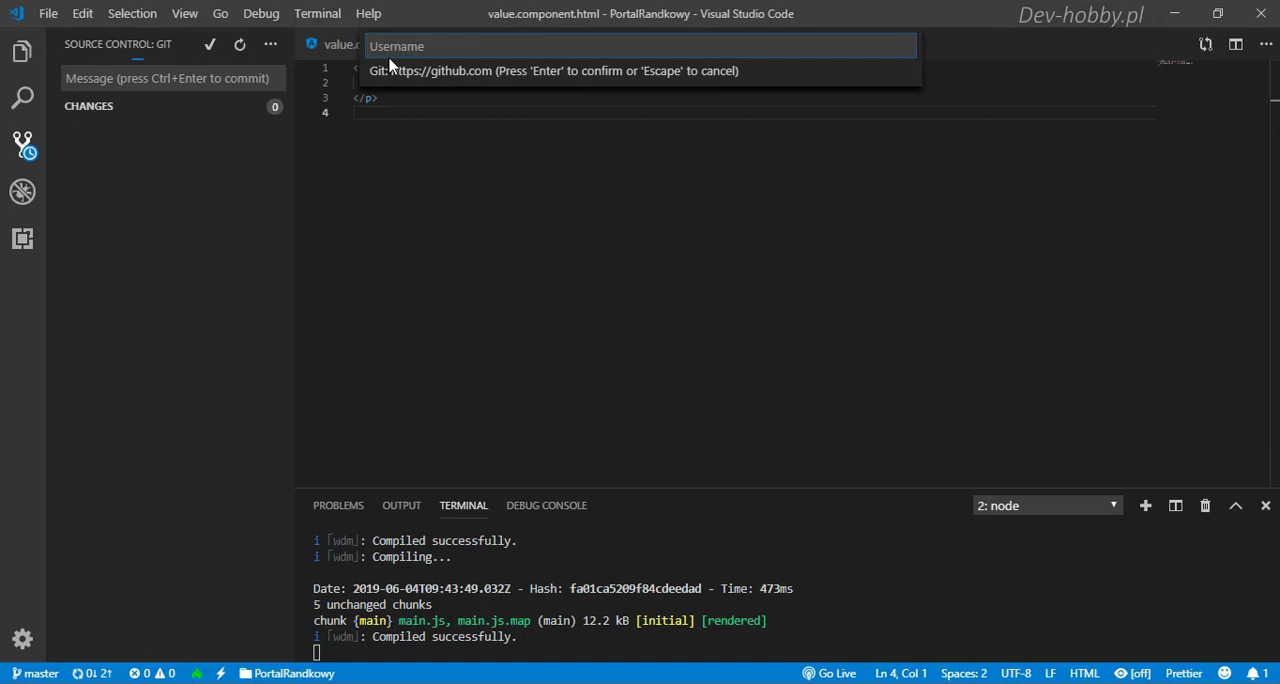 File Edit Selection View Go Debug Terminal Help
value.component.html - PortalRandkowy - Visual Studio Code
Dev-hobby.pl
SOURCE CONTROL: GIT
Message (press Ctrl+Enter to commit)
CHANGES 0
Username
(Press 'Enter' to confirm or 'Escape' to cancel)
1 <
2
3 </p>
4
PROBLEMS OUTPUT TERMINAL DEBUG CONSOLE 2: node
i ｢wdm｣: Compiled successfully.
i ｢wdm｣: Compiling...
Date: 2019-06-04T09:43:49.032Z - Hash: fa01ca5209f84cdeedad - Time: 473ms
5 unchanged chunks
chunk {main} main.js, main.js.map (main) 12.2 kB [initial] [rendered]
i ｢wdm｣: Compiled successfully.
master 0↓ 2↑ 0 0 PortalRandkowy Go Live Ln 4, Col 1 Spaces: 2 UTF-8 LF HTML [off] Prettier 1